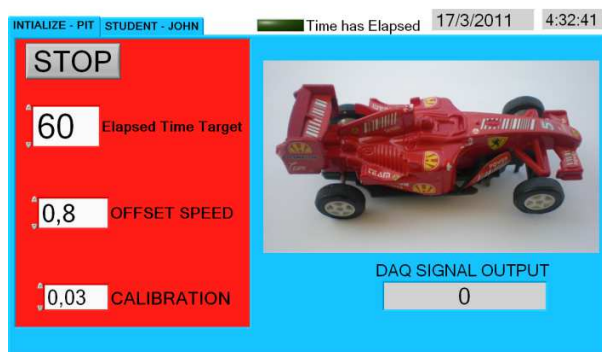 INTIALIZE - PIT STUDENT - JOHN Time has Elapsed 17/3/2011 4:32:41
STOP
60 Elapsed Time Target
0,8 OFFSET SPEED
0,03 CALIBRATION
DAQ SIGNAL OUTPUT
0